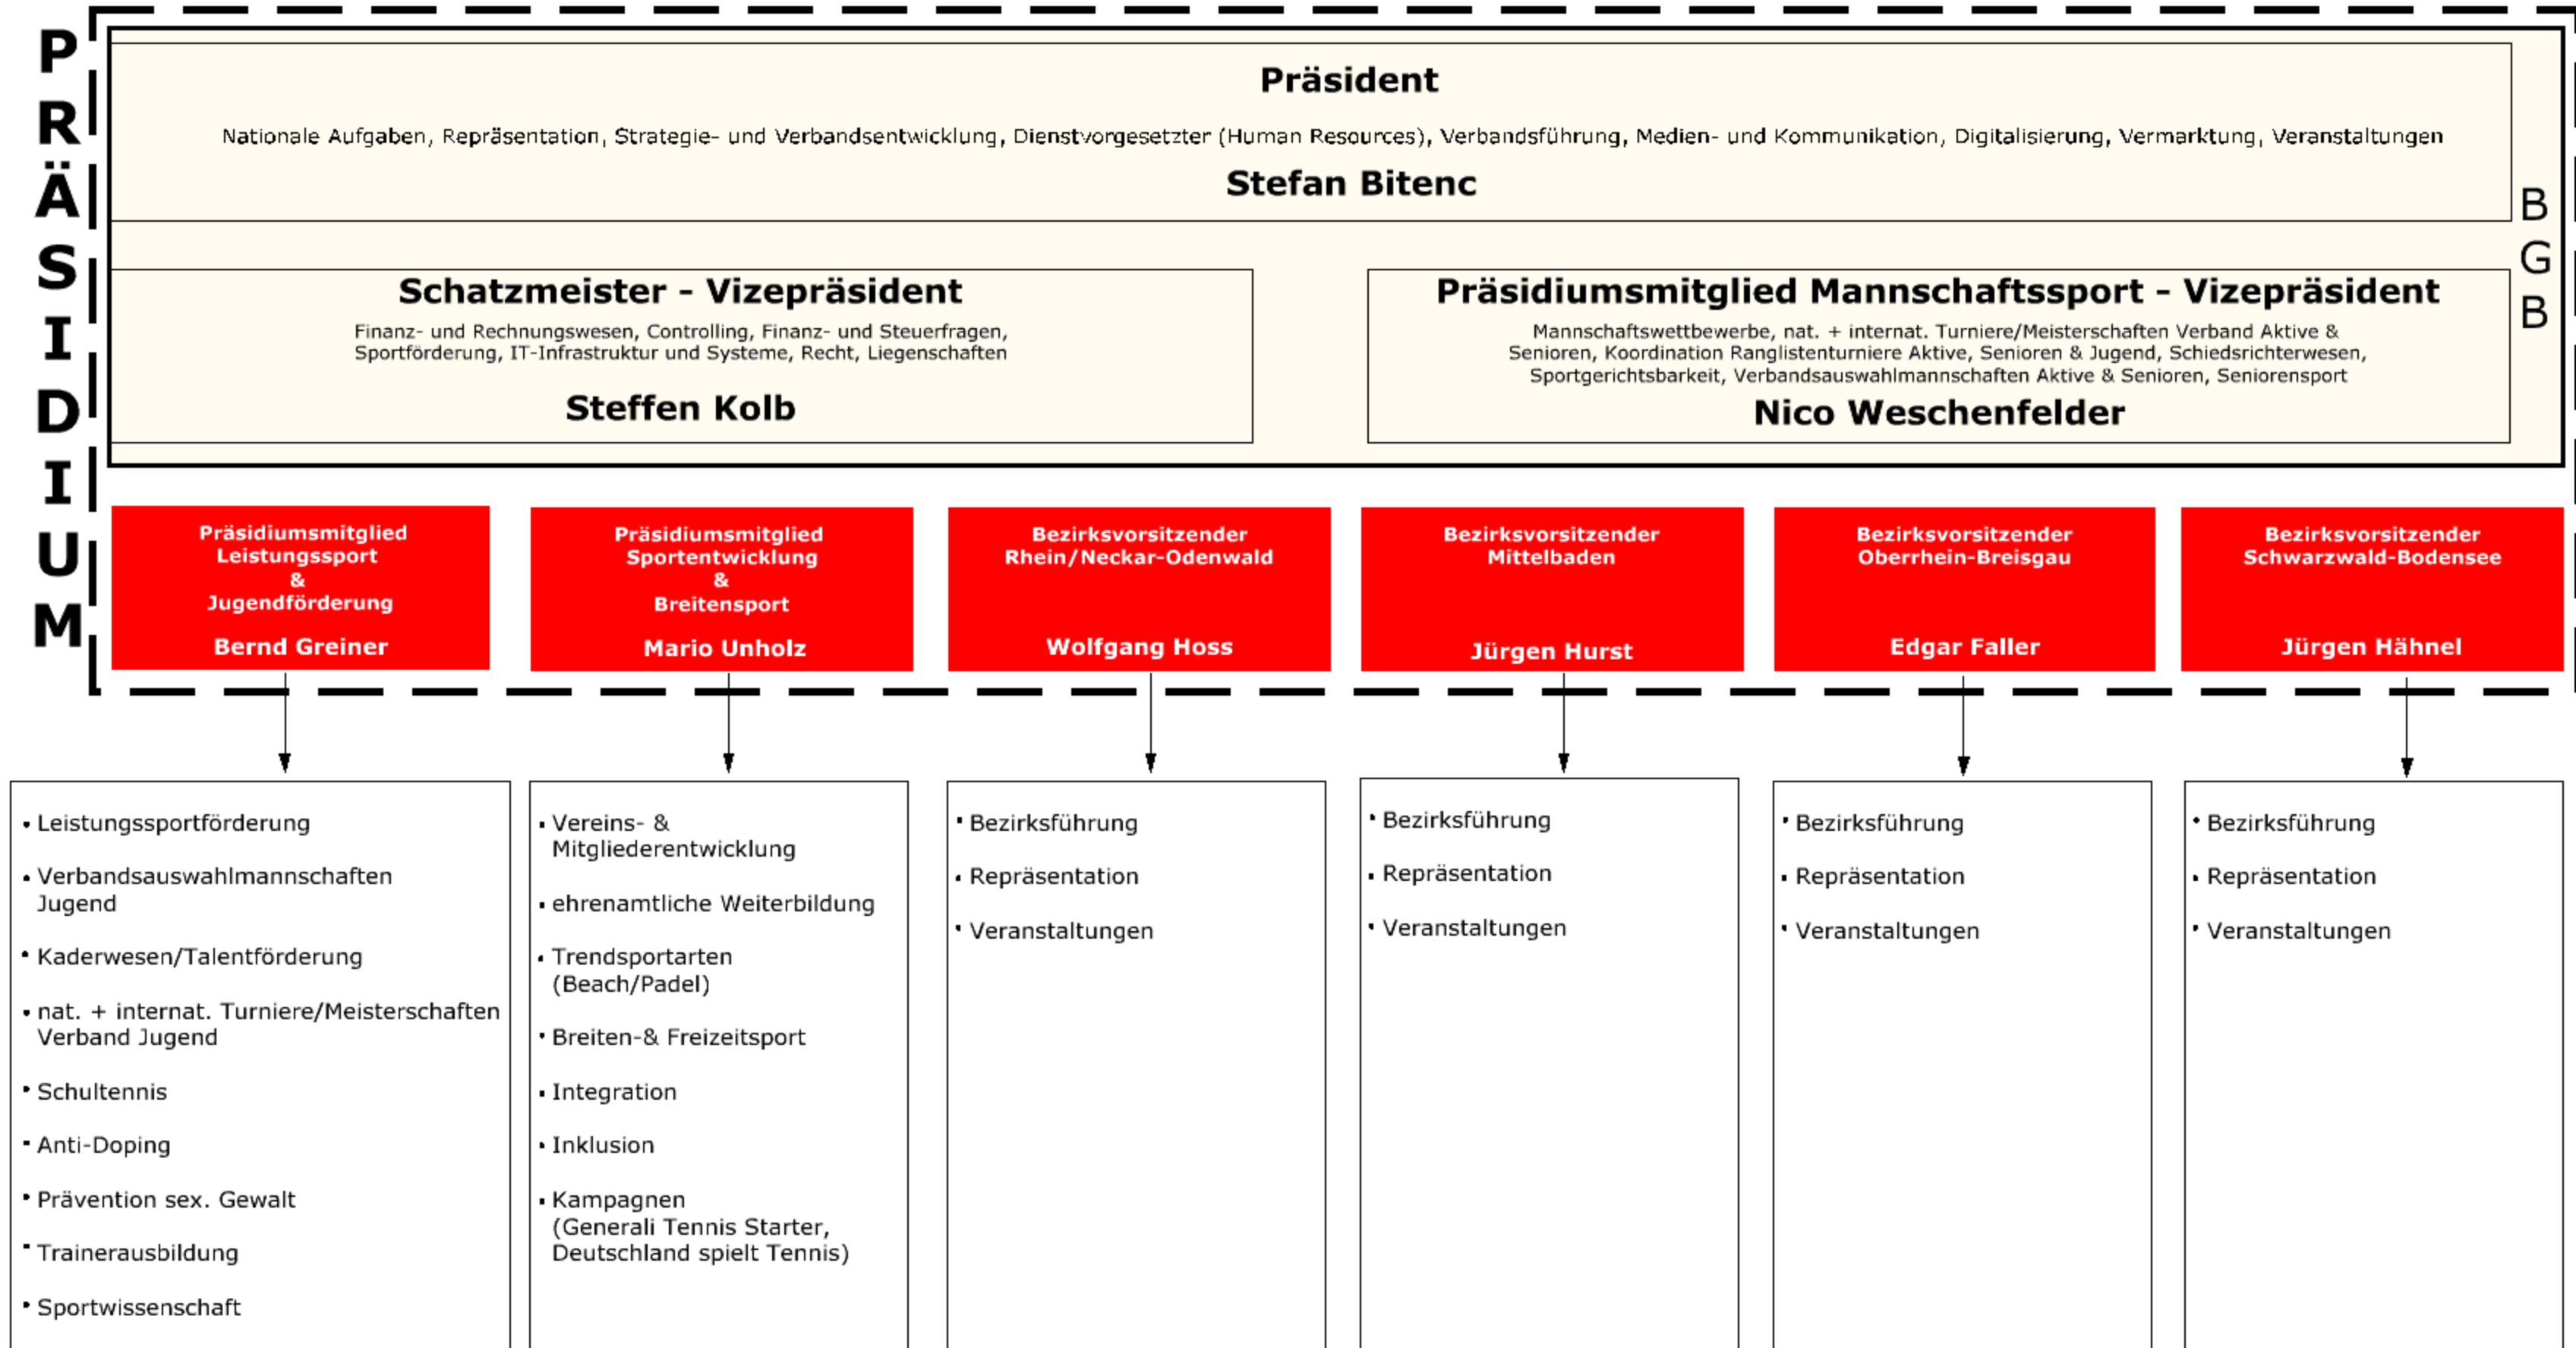 PRÄSIDIUM
Präsident
Nationale Aufgaben, Repräsentation, Strategie- und Verbandsentwicklung, Dienstvorgesetzter (Human Resources), Verbandsführung, Medien- und Kommunikation, Digitalisierung, Vermarktung, Veranstaltungen
Stefan Bitenc
BGB
Schatzmeister - Vizepräsident
Finanz- und Rechnungswesen, Controlling, Finanz- und Steuerfragen,
Sportförderung, IT-Infrastruktur und Systeme, Recht, Liegenschaften
Steffen Kolb
Präsidiumsmitglied Mannschaftssport - Vizepräsident
Mannschaftswettbewerbe, nat. + internat. Turniere/Meisterschaften Verband Aktive &
Senioren, Koordination Ranglistenturniere Aktive, Senioren & Jugend, Schiedsrichterwesen,
Sportgerichtsbarkeit, Verbandsauswahlmannschaften Aktive & Senioren, Seniorensport
Nico Weschenfelder
Präsidiumsmitglied
Leistungssport
&
Jugendförderung
Bernd Greiner
Präsidiumsmitglied
Sportentwicklung
&
Breitensport
Mario Unholz
Bezirksvorsitzender
Rhein/Neckar-Odenwald
Wolfgang Hoss
Bezirksvorsitzender
Mittelbaden
Jürgen Hurst
Bezirksvorsitzender
Oberrhein-Breisgau
Edgar Faller
Bezirksvorsitzender
Schwarzwald-Bodensee
Jürgen Hähnel
• Leistungssportförderung
• Verbandsauswahlmannschaften
Jugend
• Kaderwesen/Talentförderung
• nat. + internat. Turniere/Meisterschaften
Verband Jugend
• Schultennis
• Anti-Doping
• Prävention sex. Gewalt
• Trainerausbildung
• Sportwissenschaft
• Vereins- &
Mitgliederentwicklung
• ehrenamtliche Weiterbildung
• Trendsportarten
(Beach/Padel)
• Breiten-& Freizeitsport
• Integration
• Inklusion
• Kampagnen
(Generali Tennis Starter,
Deutschland spielt Tennis)
• Bezirksführung
• Repräsentation
• Veranstaltungen
• Bezirksführung
• Repräsentation
• Veranstaltungen
• Bezirksführung
• Repräsentation
• Veranstaltungen
• Bezirksführung
• Repräsentation
• Veranstaltungen